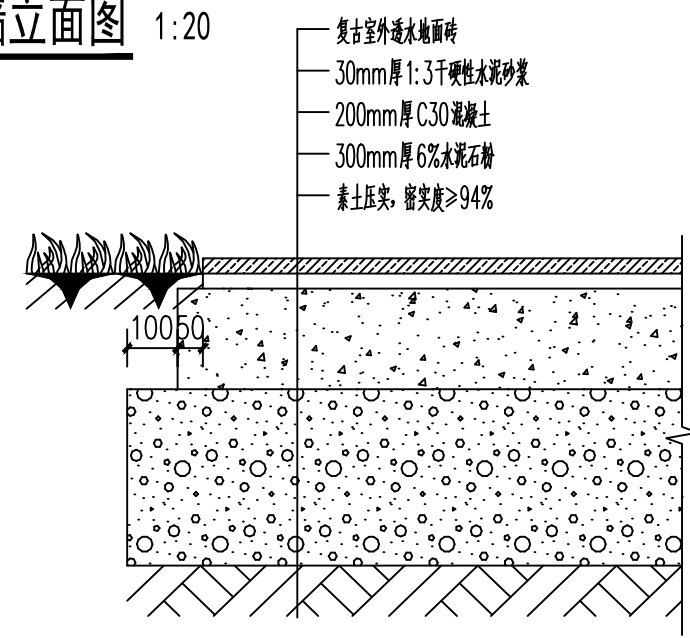 墙立面图 1:20
复古室外透水地面砖
30mm厚1:3干硬性水泥砂浆
200mm厚C30混凝土
300mm厚6%水泥石粉
素土压实，密实度≥94%
100 50